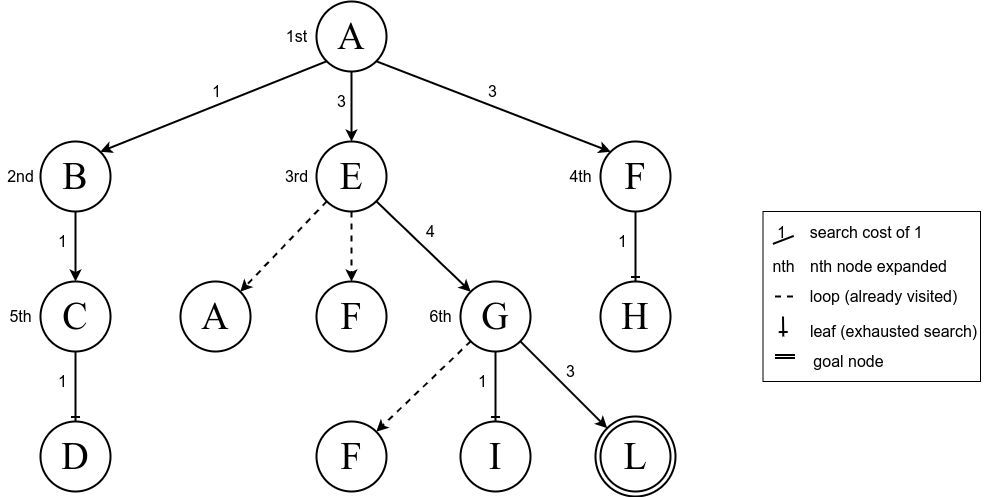 1st A
1 3 3
2nd B 3rd E 4th F
1 4 1
5th C A F 6th G H
1 1 3
D F I L
1 search cost of 1
nth nth node expanded
loop (already visited)
leaf (exhausted search)
goal node